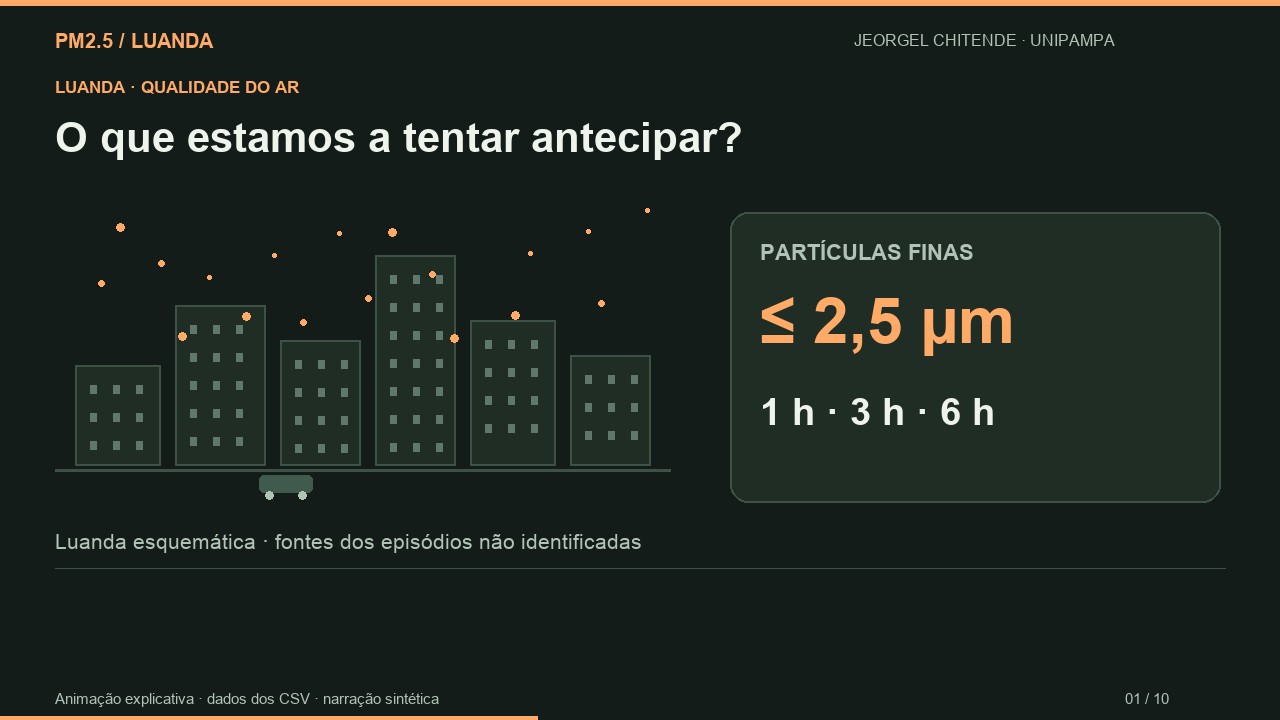 PM2.5 / LUANDA
JEORGEL CHITENDE · UNIPAMPA
LUANDA · QUALIDADE DO AR
O que estamos a tentar antecipar?
PARTÍCULAS FINAS
≤ 2,5 µm
1 h · 3 h · 6 h
Luanda esquemática · fontes dos episódios não identificadas
Animação explicativa · dados dos CSV · narração sintética
01 / 10